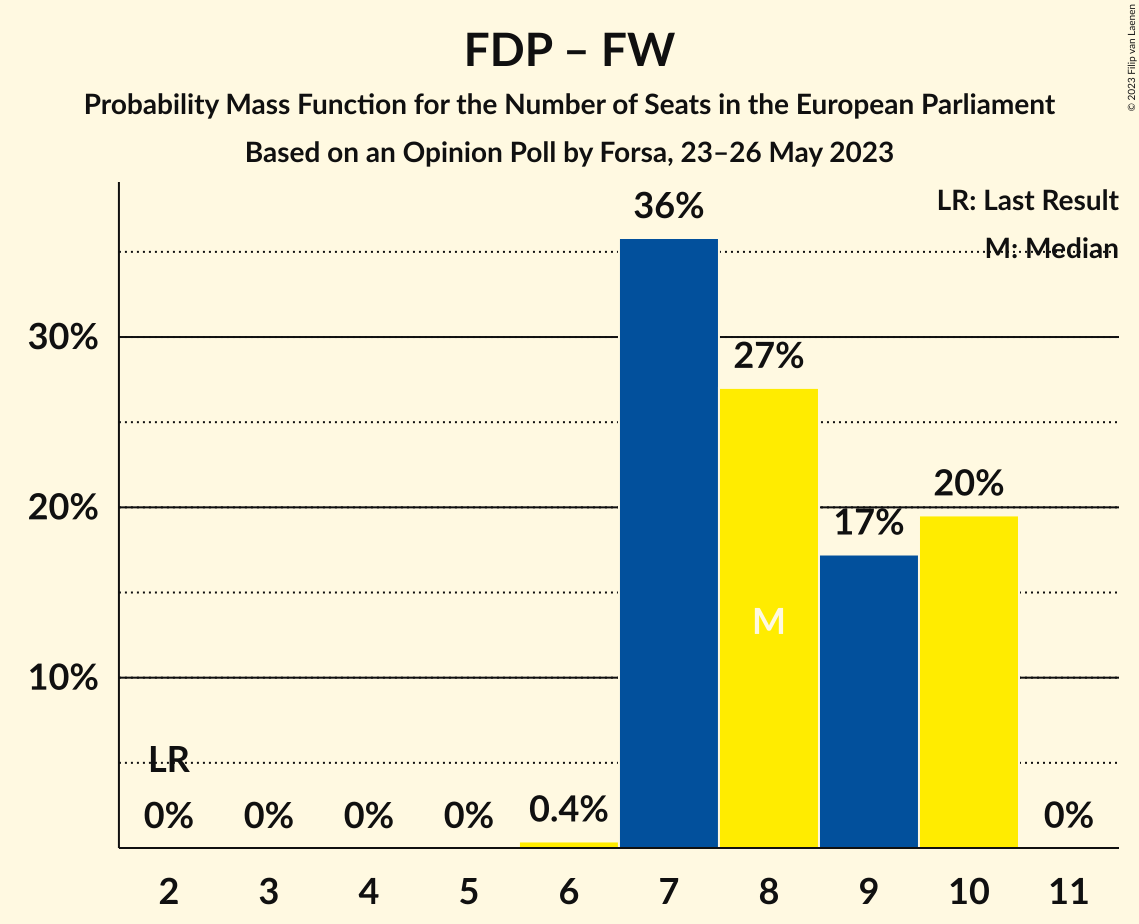 FDP – FW
Probability Mass Function for the Number of Seats in the European Parliament
Based on an Opinion Poll by Forsa, 23–26 May 2023
© 2023 Filip van Laenen
LR: Last Result
M: Median
36%
30%
27%
20%
20%
17%
M
10%
LR
0%
0%
0%
0%
0.4%
0%
2
3
4
5
6
7
8
9
10
11